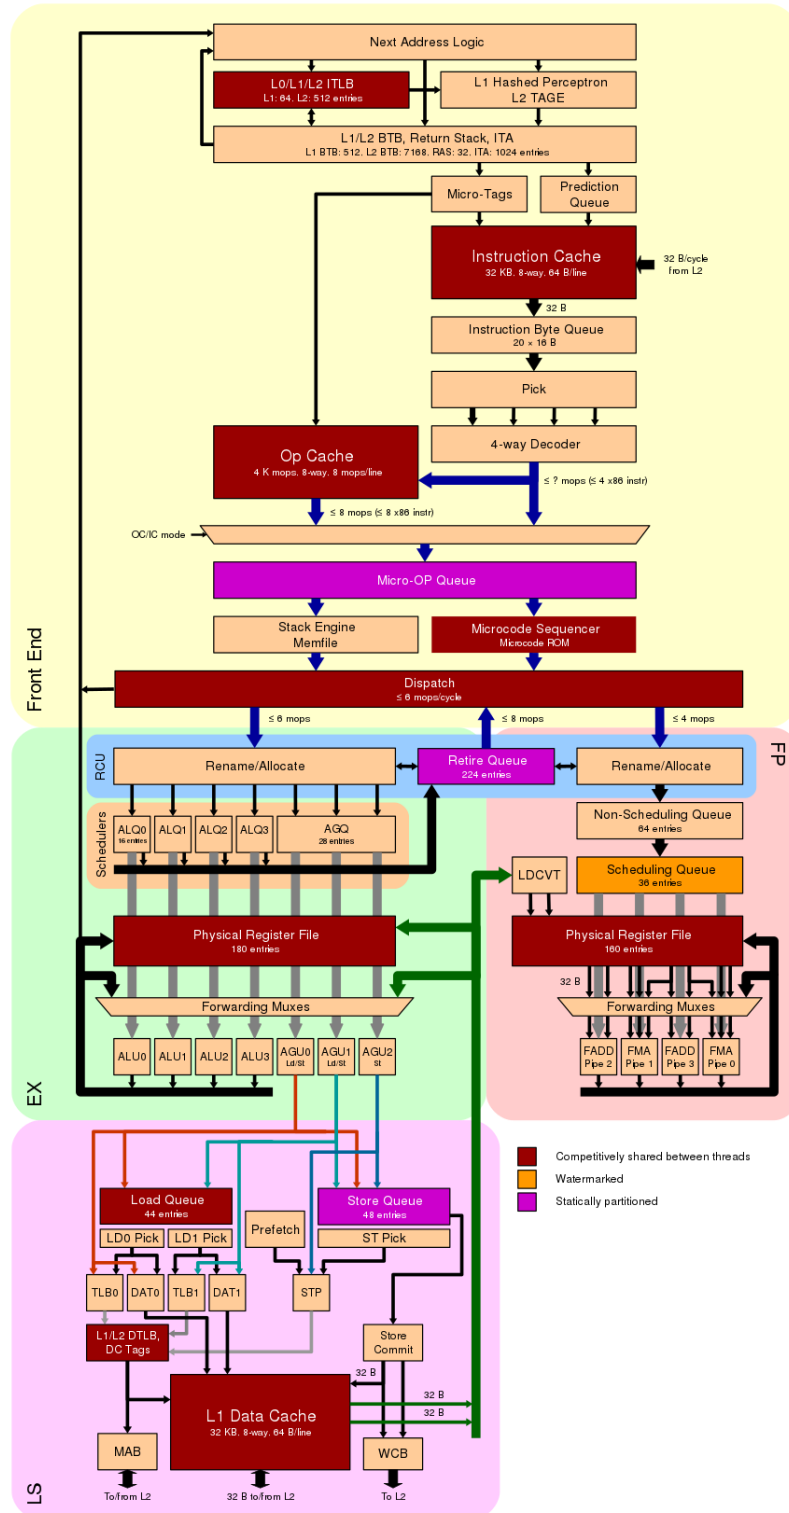 Next Address Logic
L0/L1/L2 ITLB
L1: 64, L2: 512 entries
L1 Hashed Perceptron
L2 TAGE
L1/L2 BTB, Return Stack, ITA
L1 BTB: 512, L2 BTB: 7168, RAS: 32, ITA: 1024 entries
Micro-Tags
Prediction
Queue
Instruction Cache
32 KB, 8-way, 64 B/line
32 B/cycle
from L2
32 B
Instruction Byte Queue
20 × 16 B
Pick
4-way Decoder
Op Cache
4 K mops, 8-way, 8 mops/line
≤ ? mops (≤ 4 x86 instr)
≤ 8 mops (≤ 8 x86 instr)
OC/IC mode
Micro-OP Queue
Stack Engine
Memfile
Microcode Sequencer
Microcode ROM
Front End
Dispatch
≤ 6 mops/cycle
≤ 6 mops
≤ 8 mops
≤ 4 mops
RCU
Rename/Allocate
Retire Queue
224 entries
Rename/Allocate
FP
Schedulers
ALQ0
16 entries
ALQ1
ALQ2
ALQ3
AGQ
28 entries
Non-Scheduling Queue
64 entries
LDCVT
Scheduling Queue
36 entries
Physical Register File
180 entries
Physical Register File
160 entries
32 B
Forwarding Muxes
Forwarding Muxes
EX
ALU0
ALU1
ALU2
ALU3
AGU0
Ld/St
AGU1
Ld/St
AGU2
St
FADD
Pipe 2
FMA
Pipe 1
FADD
Pipe 3
FMA
Pipe 0
Competitively shared between threads
Watermarked
Statically partitioned
Load Queue
44 entries
Store Queue
48 entries
LD0 Pick
LD1 Pick
Prefetch
ST Pick
TLB0
DAT0
TLB1
DAT1
STP
L1/L2 DTLB,
DC Tags
Store
Commit
32 B
L1 Data Cache
32 KB, 8-way, 64 B/line
32 B
32 B
MAB
WCB
LS
To/from L2
32 B to/from L2
To L2